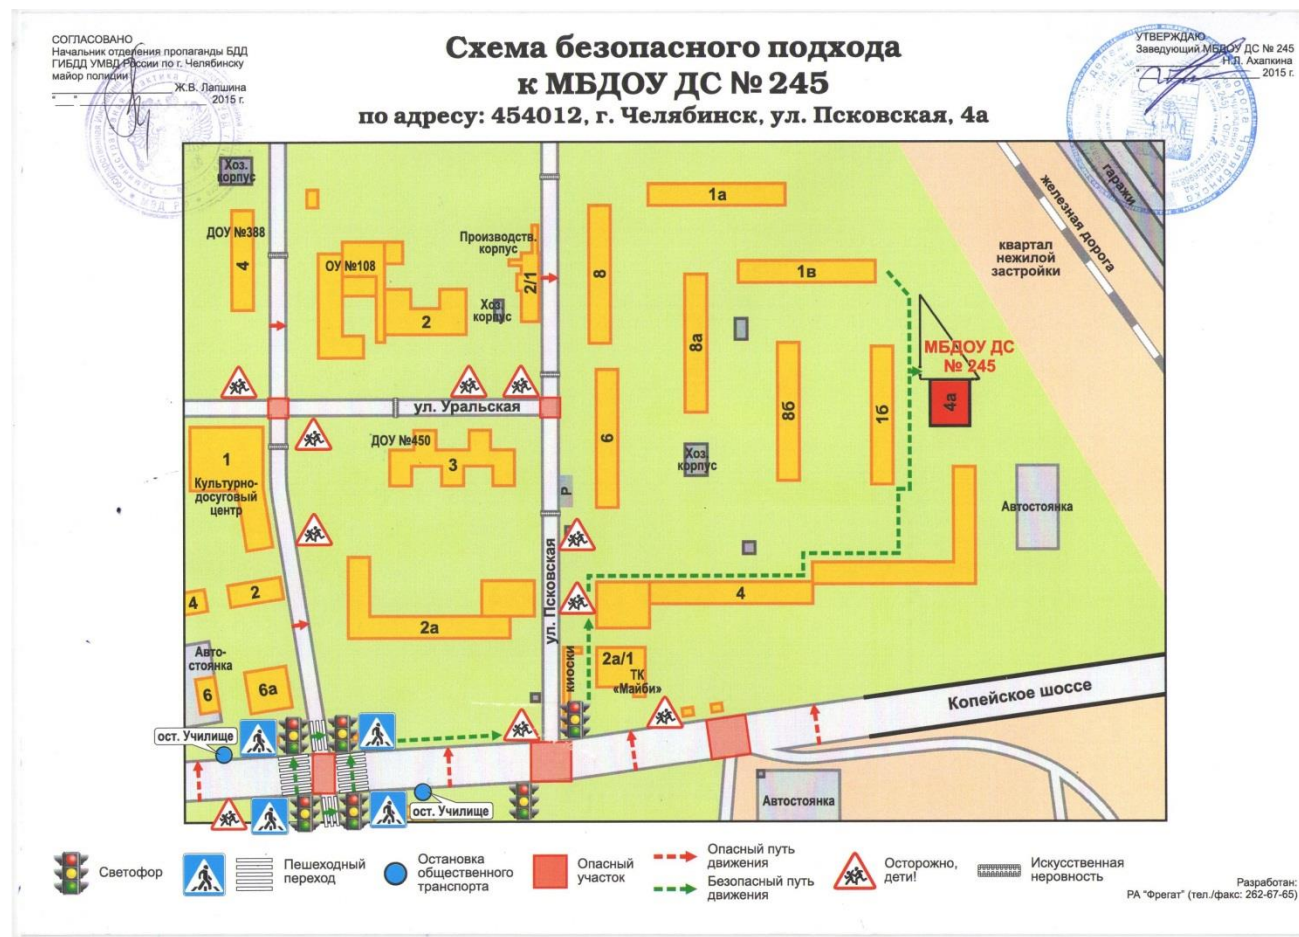 СОГЛАСОВАНО
Начальник отделения пропаганды БДД
ГИБДД УМВД России по г. Челябинску
майор полиции
Ж.В. Лапшина
"___" 2015 г.
Схема безопасного подхода
к МБДОУ ДС № 245
по адресу: 454012, г. Челябинск, ул. Псковская, 4а
УТВЕРЖДАЮ
Заведующий МБДОУ ДС № 245
Н.Л. Ахапкина
2015 г.
Хоз.
корпус
1а
гаражи
железная дорога
ДОУ №388
4
Производств.
корпус
квартал
нежилой
застройки
ОУ №108
2/1
8
1в
Хоз.
корпус
2
8а
МБДОУ ДС
№ 245
4а
ул. Уральская
8б
1б
6
ДОУ №450
3
1
Культурно-
досуговый
центр
Хоз.
корпус
P
Автостоянка
ул. Псковская
2
4
4
2а
Авто-
стоянка
6
6а
киоски
2а/1
ТК
«Майби»
Копейское шоссе
ост. Училище
ост. Училище
Автостоянка
Светофор
Пешеходный
переход
Остановка
общественного
транспорта
Опасный
участок
Опасный путь
движения
Безопасный путь
движения
Осторожно,
дети!
Искусственная
неровность
Разработан:
РА "Фрегат" (тел./факс: 262-67-65)